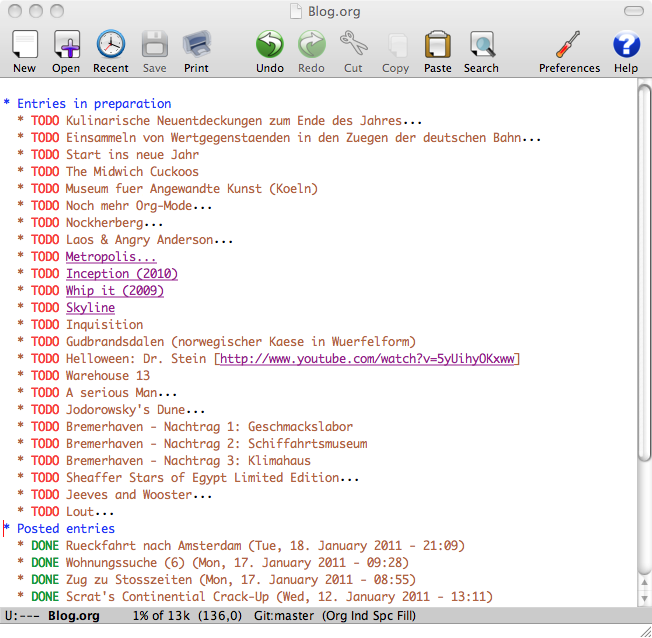 Blog.org
New Open Recent Save Print Undo Redo Cut Copy Paste Search Preferences Help
* Entries in preparation
* TODO Kulinarische Neuentdeckungen zum Ende des Jahres...
* TODO Einsammeln von Wertgegenstaenden in den Zuegen der deutschen Bahn...
* TODO Start ins neue Jahr
* TODO The Midwich Cuckoos
* TODO Museum fuer Angewandte Kunst (Koeln)
* TODO Noch mehr Org-Mode...
* TODO Nockherberg...
* TODO Laos & Angry Anderson...
* TODO Metropolis...
* TODO Inception (2010)
* TODO Whip it (2009)
* TODO Skyline
* TODO Inquisition
* TODO Gudbrandsdalen (norwegischer Kaese in Wuerfelform)
* TODO Helloween: Dr. Stein [http://www.youtube.com/watch?v=5yUihyOKxww]
* TODO Warehouse 13
* TODO A serious Man...
* TODO Jodorowsky's Dune...
* TODO Bremerhaven - Nachtrag 1: Geschmackslabor
* TODO Bremerhaven - Nachtrag 2: Schiffahrtsmuseum
* TODO Bremerhaven - Nachtrag 3: Klimahaus
* TODO Sheaffer Stars of Egypt Limited Edition...
* TODO Jeeves and Wooster...
* TODO Lout...
* Posted entries
* DONE Rueckfahrt nach Amsterdam (Tue, 18. January 2011 - 21:09)
* DONE Wohnungssuche (6) (Mon, 17. January 2011 - 09:28)
* DONE Zug zu Stosszeiten (Mon, 17. January 2011 - 08:55)
* DONE Scrat's Continental Crack-Up (Wed, 12. January 2011 - 13:11)
U:--- Blog.org 1% of 13k (136,0) Git:master (Org Ind Spc Fill)